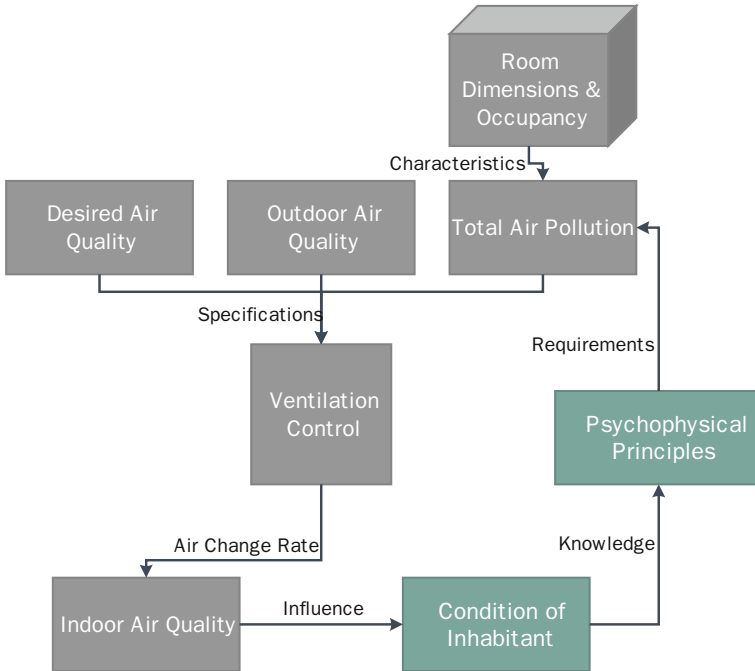 Room
Dimensions &
Occupancy
Characteristics
Desired Air
Quality
Outdoor Air
Quality
Total Air Pollution
Specifications
Requirements
Ventilation
Control
Psychophysical
Principles
Air Change Rate
Knowledge
Indoor Air Quality
Influence
Condition of
Inhabitant